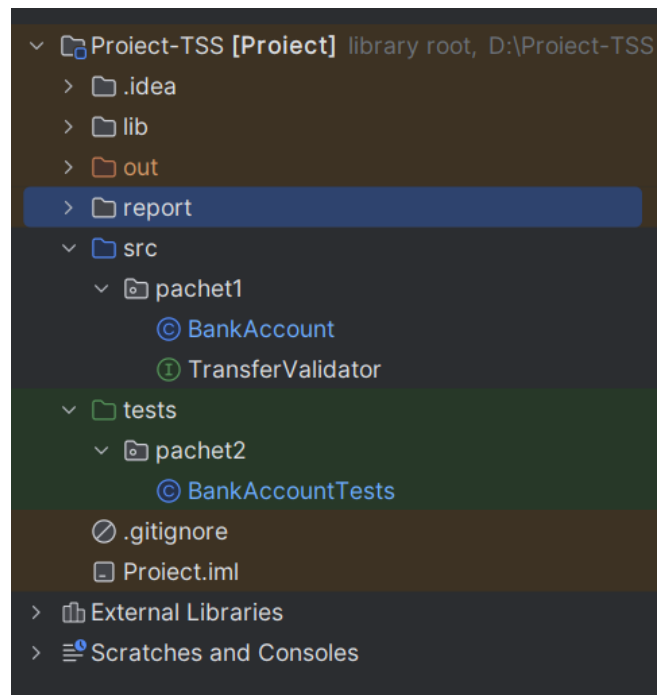 Proiect-TSS [Proiect] library root, D:\Proiect-TSS
.idea
lib
out
report
src
pachet1
C BankAccount
I TransferValidator
tests
pachet2
C BankAccountTests
.gitignore
Proiect.iml
External Libraries
Scratches and Consoles